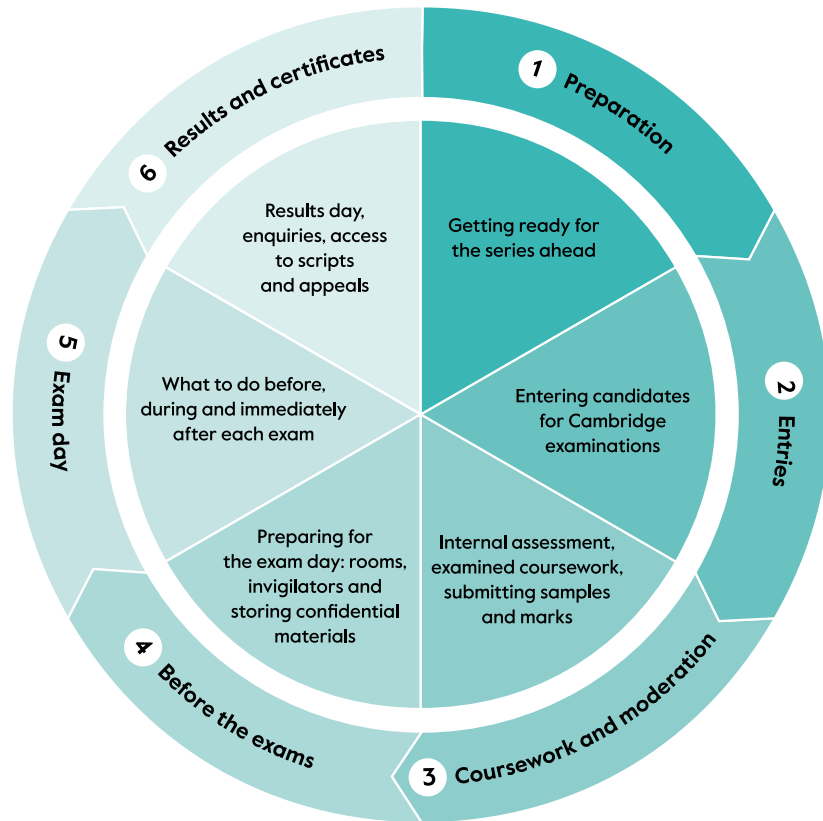 1 Preparation
Getting ready for
the series ahead
2 Entries
Entering candidates
for Cambridge
examinations
3 Coursework and moderation
Internal assessment,
examined coursework,
submitting samples
and marks
4 Before the exams
Preparing for
the exam day: rooms,
invigilators and
storing confidential
materials
5 Exam day
What to do before,
during and immediately
after each exam
6 Results and certificates
Results day,
enquiries, access
to scripts
and appeals